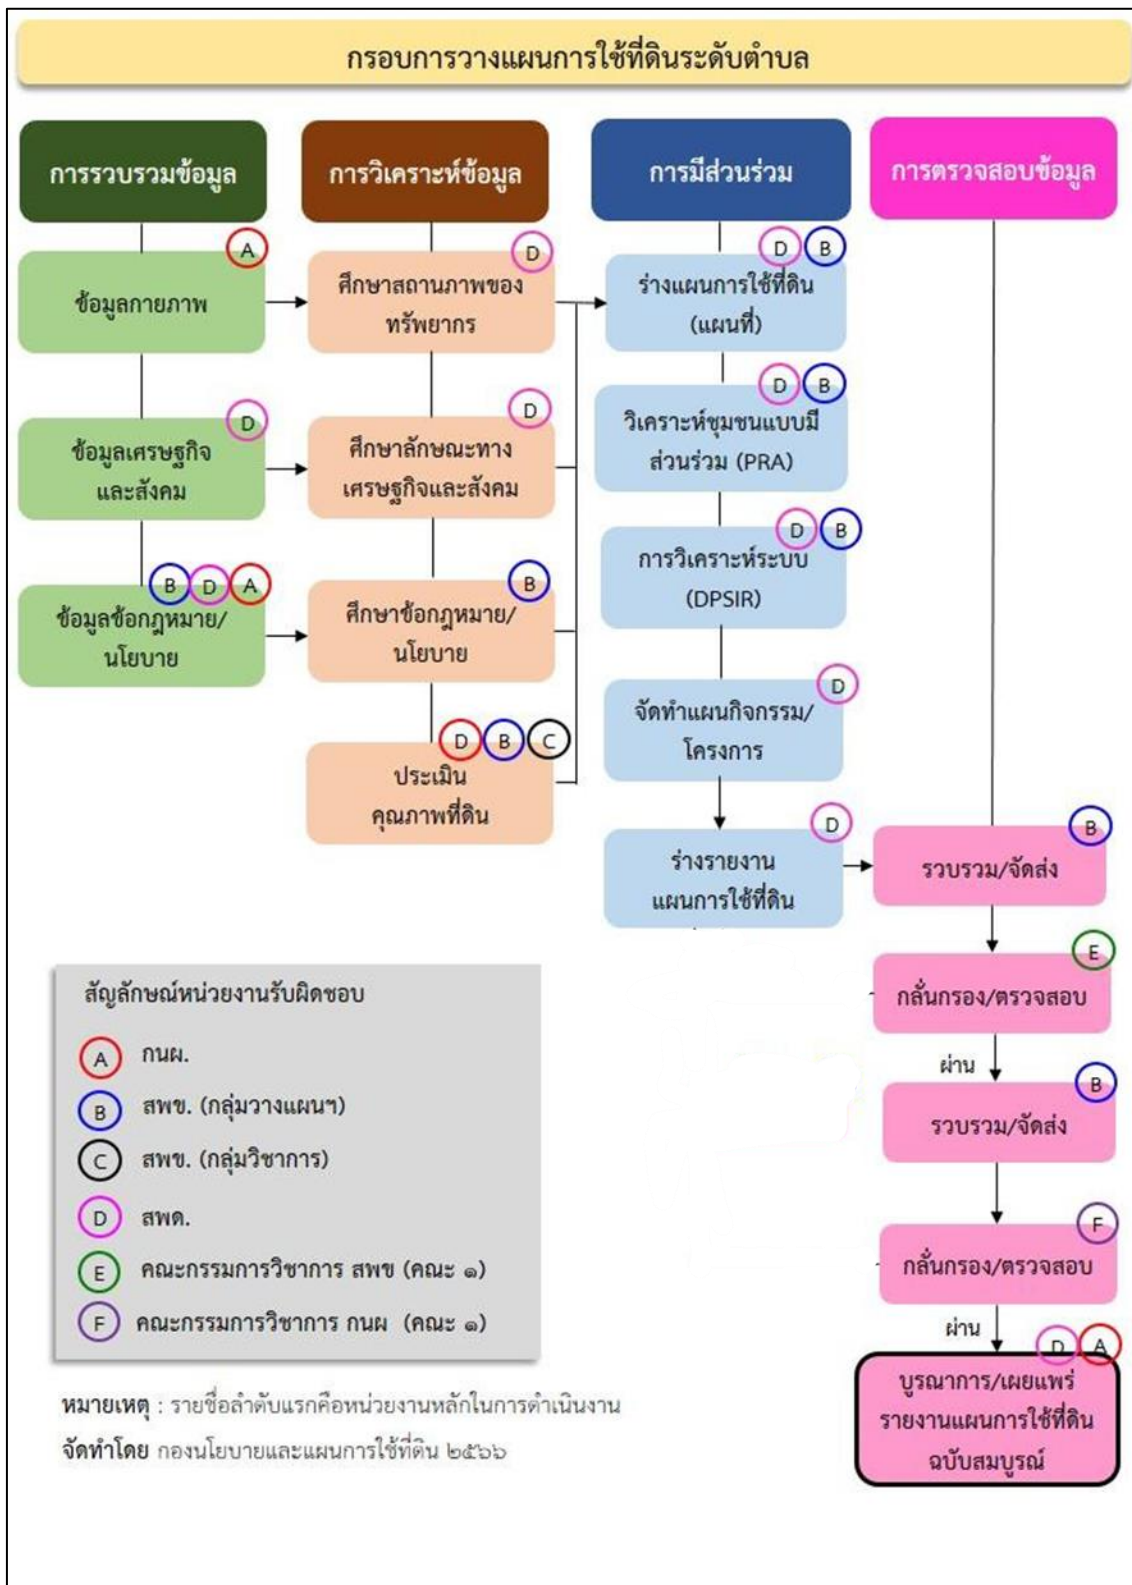 กรอบการวางแผนการใช้ที่ดินระดับตำบล
การรวบรวมข้อมูล
การวิเคราะห์ข้อมูล
การมีส่วนร่วม
การตรวจสอบข้อมูล
A
ข้อมูลกายภาพ
D
ข้อมูลเศรษฐกิจ
และสังคม
B D A
ข้อมูลข้อกฎหมาย/
นโยบาย
D
ศึกษาสถานภาพของ
ทรัพยากร
D
ศึกษาลักษณะทาง
เศรษฐกิจและสังคม
B
ศึกษาข้อกฎหมาย/
นโยบาย
D B C
ประเมิน
คุณภาพที่ดิน
D B
ร่างแผนการใช้ที่ดิน
(แผนที่)
D B
วิเคราะห์ชุมชนแบบมี
ส่วนร่วม (PRA)
D B
การวิเคราะห์ระบบ
(DPSIR)
D
จัดทำแผนกิจกรรม/
โครงการ
D
ร่างรายงาน
แผนการใช้ที่ดิน
B
รวบรวม/จัดส่ง
E
กลั่นกรอง/ตรวจสอบ
ผ่าน
B
รวบรวม/จัดส่ง
F
กลั่นกรอง/ตรวจสอบ
ผ่าน
D A
บูรณาการ/เผยแพร่
รายงานแผนการใช้ที่ดิน
ฉบับสมบูรณ์
สัญลักษณ์หน่วยงานรับผิดชอบ
A กนผ.
B สพข. (กลุ่มวางแผนฯ)
C สพข. (กลุ่มวิชาการ)
D สพด.
E คณะกรรมการวิชาการ สพข (คณะ ๑)
F คณะกรรมการวิชาการ กนผ (คณะ ๑)
หมายเหตุ : รายชื่อลำดับแรกคือหน่วยงานหลักในการดำเนินงาน
จัดทำโดย กองนโยบายและแผนการใช้ที่ดิน ๒๕๖๖